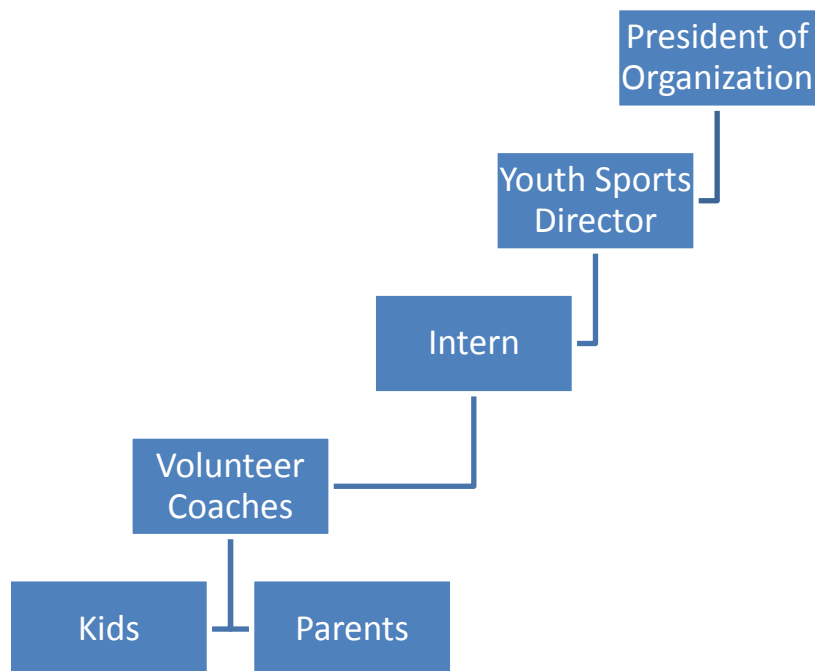 President of
Organization
Youth Sports
Director
Intern
Volunteer
Coaches
Kids
Parents